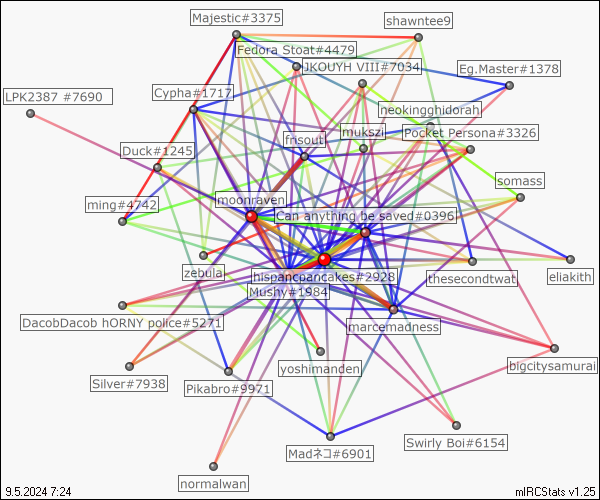 Majestic#3375
shawntee9
Fedora Stoat#4479
JKOUYH VIII#7034
Eg.Master#1378
Cypha#1717
LPK2387 #7690
neokingghidorah
mukszi
Pocket Persona#3326
frisout
Duck#1245
somass
moonraven
ming#4742
Can anything be saved#0396
zebula
hispancoancakes#2928
thesecondtwat
eliakith
Mushy#1984
DacobDacob hORNY police#5271
marcemadness
yoshimanden
bigcitysamurai
Silver#7938
Pikabro#9971
Swirly Boi#6154
Madネコ#6901
normalwan
9.5.2024 7:24
mIRCStats v1.25